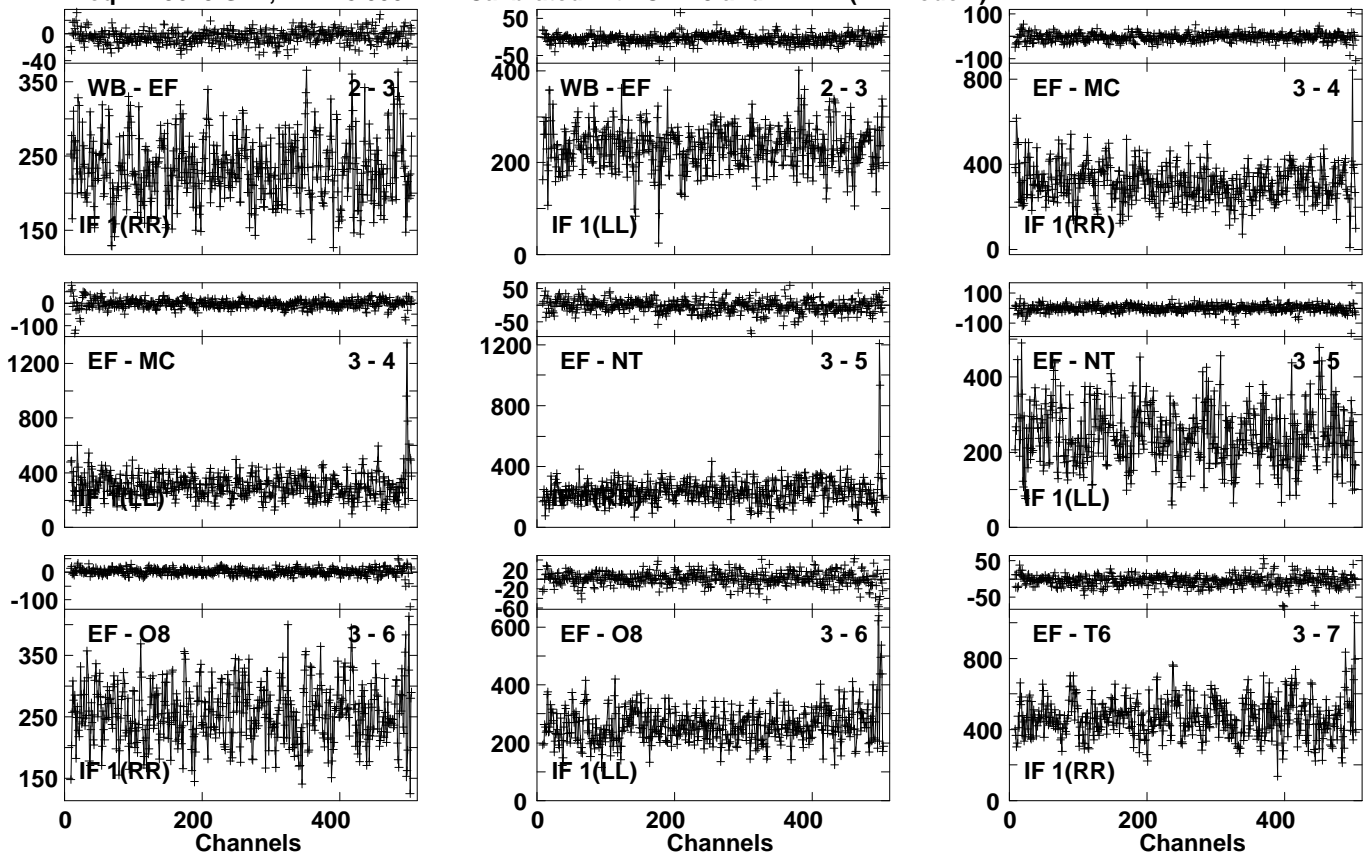 0
-40
WB - EF 2 - 3
350
250
150
IF 1(RR)
50
-50
WB - EF 2 - 3
400
200
0
IF 1(LL)
100
-100
EF - MC 3 - 4
800
400
0
IF 1(RR)
0
-100
EF - MC 3 - 4
1200
800
400
0
50
-50
EF - NT 3 - 5
1200
800
400
0
100
-100
EF - NT 3 - 5
400
200
0
IF 1(LL)
0
-100
EF - O8 3 - 6
350
250
150
IF 1(RR)
0 200 400
Channels
20
-20
-60
EF - O8 3 - 6
600
400
200
0
IF 1(LL)
0 200 400
Channels
50
-50
EF - T6 3 - 7
800
400
0
IF 1(RR)
0 200 400
Channels